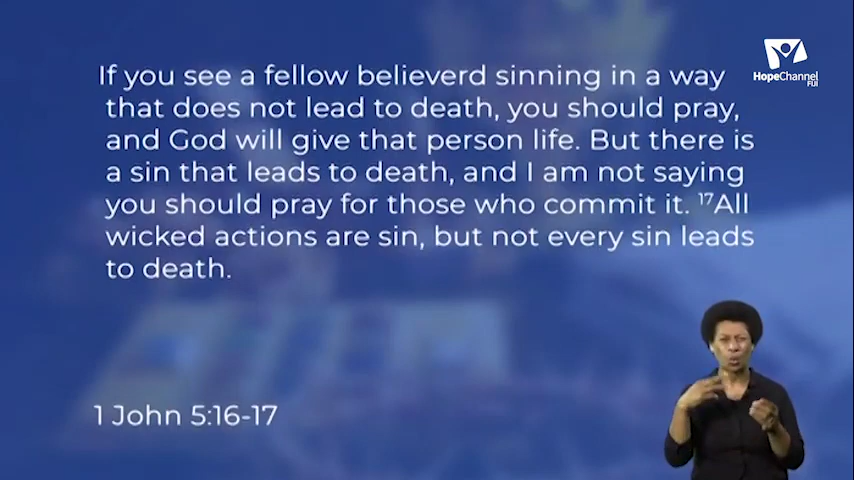 HopeChannel
FIJI
If you see a fellow believerd sinning in a way
that does not lead to death, you should pray,
and God will give that person life. But there is
a sin that leads to death, and I am not saying
you should pray for those who commit it. ¹⁷All
wicked actions are sin, but not every sin leads
to death.
1 John 5:16-17